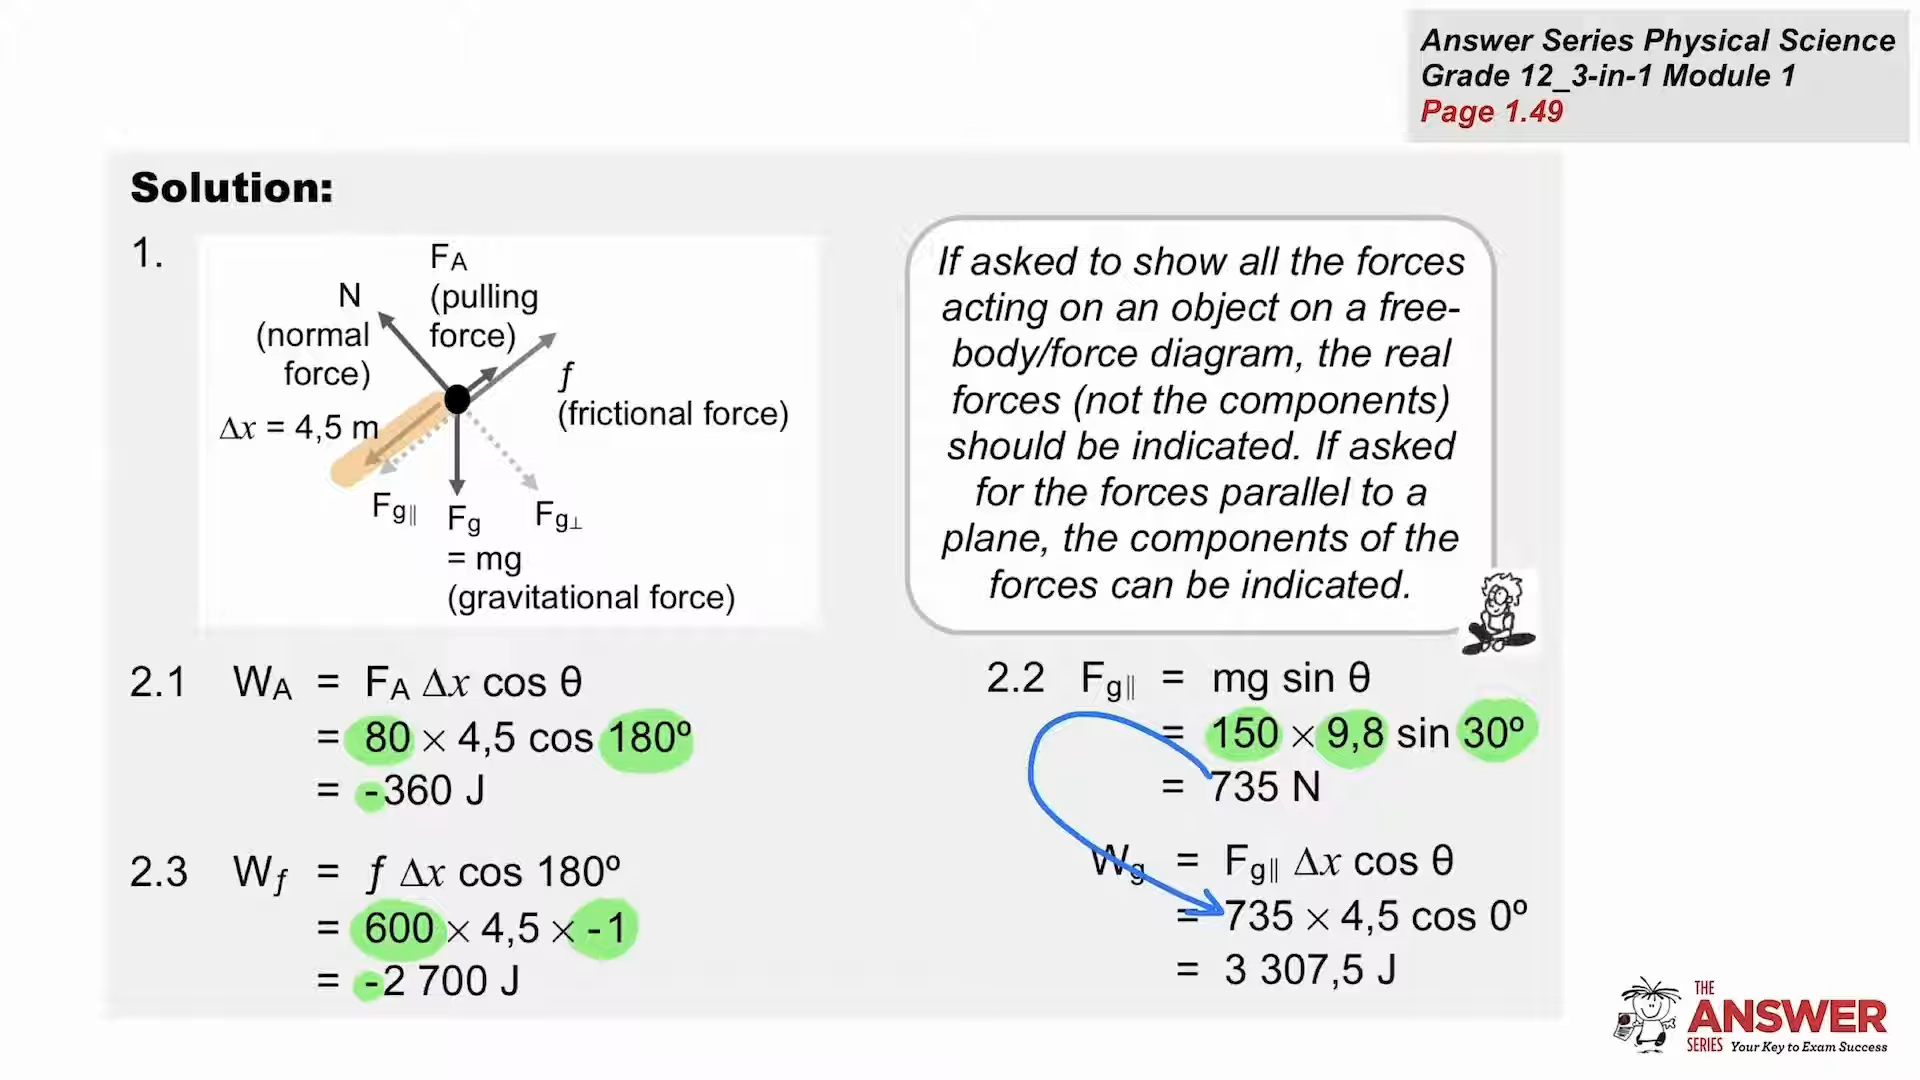 Answer Series Physical Science
Grade 12_3-in-1 Module 1
Page 1.49
Solution:
1.
FA
(pulling
force)
N
(normal
force)
f
(frictional force)
Δx = 4,5 m
Fg||
Fg
= mg
(gravitational force)
Fg⊥
If asked to show all the forces
acting on an object on a free-
body/force diagram, the real
forces (not the components)
should be indicated. If asked
for the forces parallel to a
plane, the components of the
forces can be indicated.
2.1 WA = FA Δx cos θ
= 80 × 4,5 cos 180º
= -360 J
2.2 Fg|| = mg sin θ
= 150 × 9,8 sin 30º
= 735 N
Wg = Fg|| Δx cos θ
= 735 × 4,5 cos 0º
= 3 307,5 J
2.3 Wf = f Δx cos 180º
= 600 × 4,5 × -1
= -2 700 J
THE
ANSWER
SERIES Your Key to Exam Success